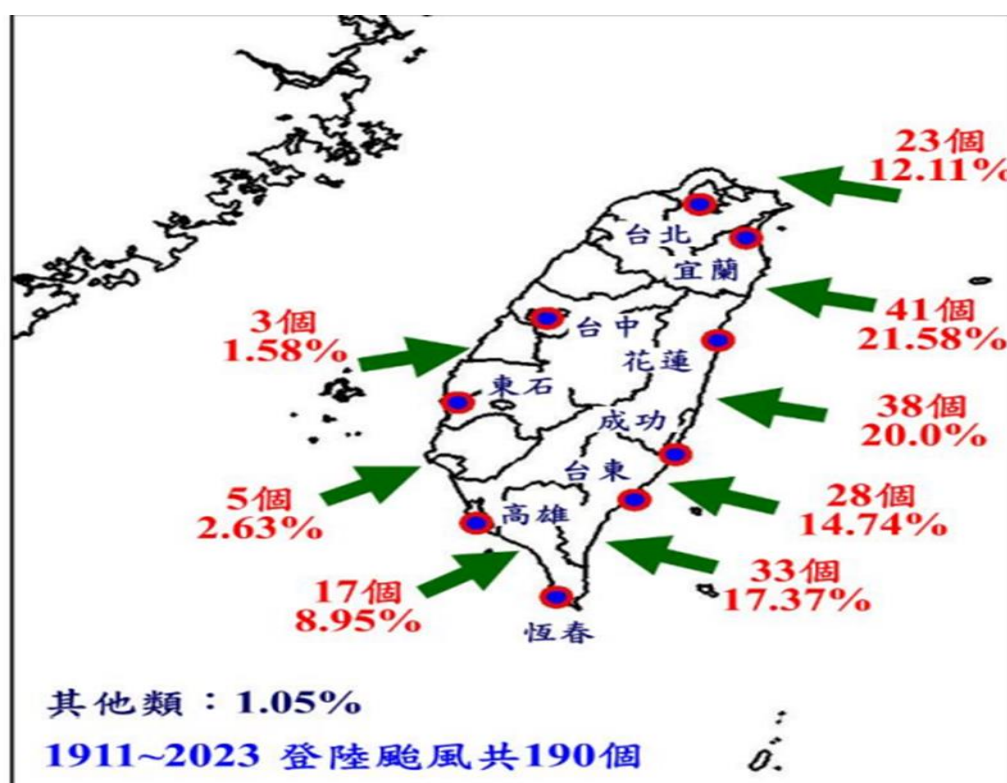 23個
12.11%
台北
宜蘭
41個
21.58%
3個
1.58%
台中
花蓮
東石
38個
20.0%
成功
台東
5個
2.63%
高雄
28個
14.74%
17個
8.95%
33個
17.37%
恆春
其他類：1.05%
1911~2023 登陸颱風共190個